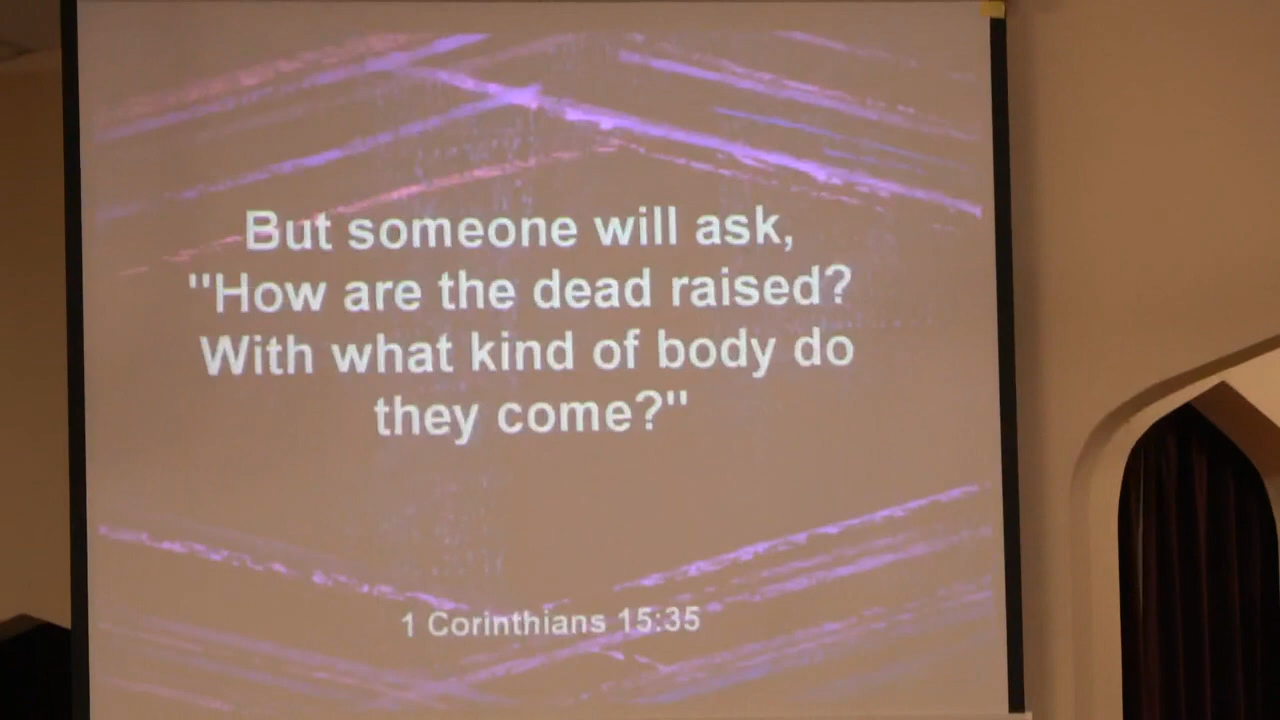 But someone will ask,
"How are the dead raised?
With what kind of body do
they come?"
1 Corinthians 15:35